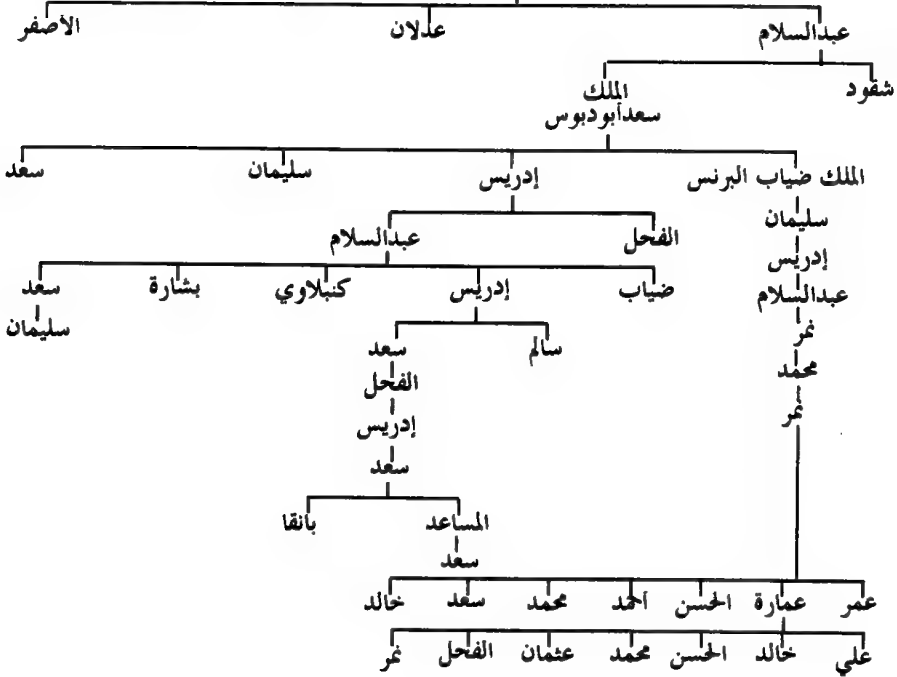 عبدالسلام عدلان الأصفر
شقود
الملك
سعدأبودبوس
الملك ضياب البرنس إدريس سليمان سعد
سليمان
الفحل عبدالسلام
إدريس
ضياب إدريس كنبلاوي بشارة سعد
عبدالسلام
سليمان
نمر
سالم سعد
محمد
الفحل
نمر
إدريس
سعد
المساعد بانقا
سعد
عمر عمارة الحسن أحمد محمد سعد خالد
علي خالد الحسن محمد عثمان الفحل نمر